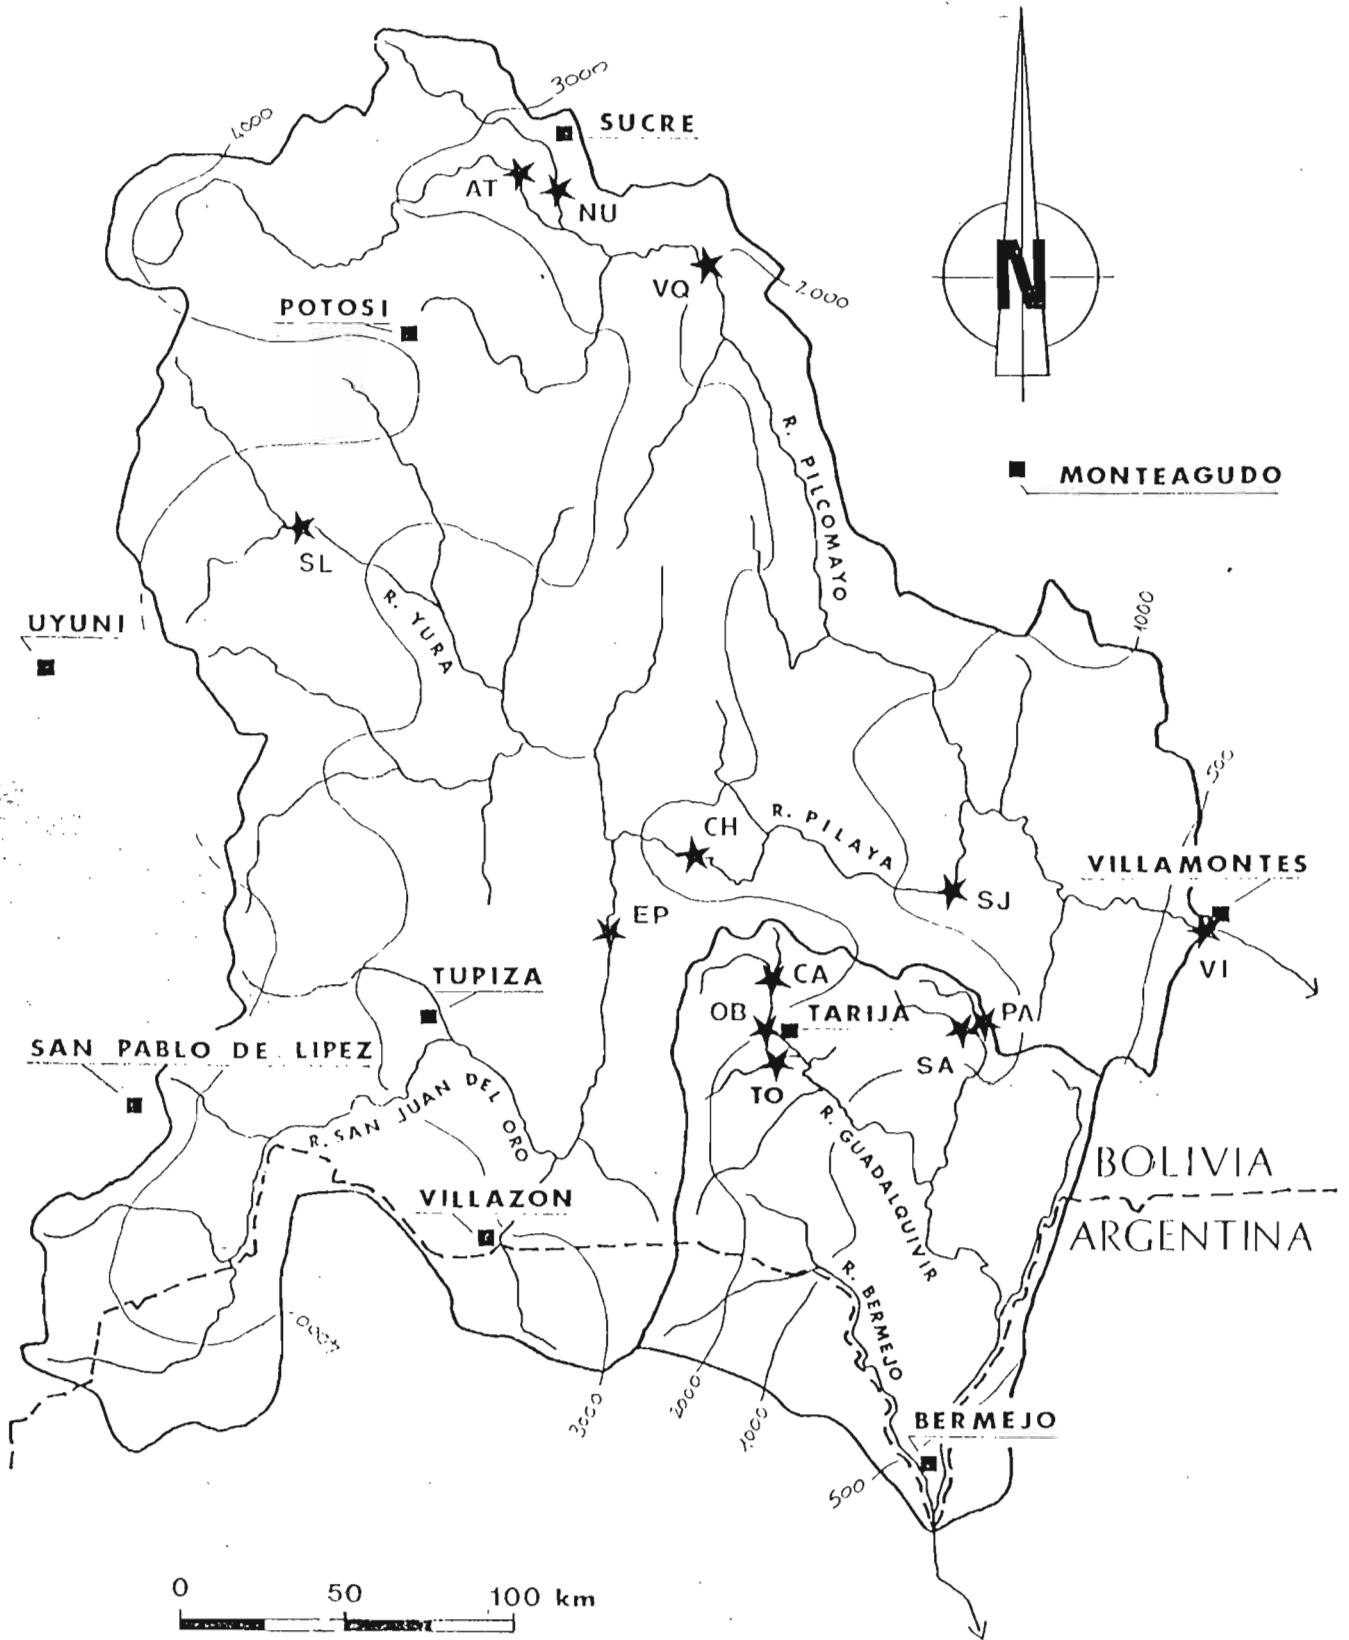 3000
4000
SUCRE
AT
NU
VQ
2000
POTOSI
N
R. PILCOMAYO
MONTEAGUDO
SL
R. YURA
UYUNI
1000
500
CH
R. PILAYA
VILLAMONTES
SJ
EP
VI
TUPIZA
CA
OB
TARIJA
PA
SAN PABLO DE LIPEZ
SA
TO
R. SAN JUAN DEL ORO
R. GUADALQUIVIR
BOLIVIA
VILLAZON
ARGENTINA
R. BERMEJO
4000
3000
2000
1000
BERMEJO
500
0 50 100 km